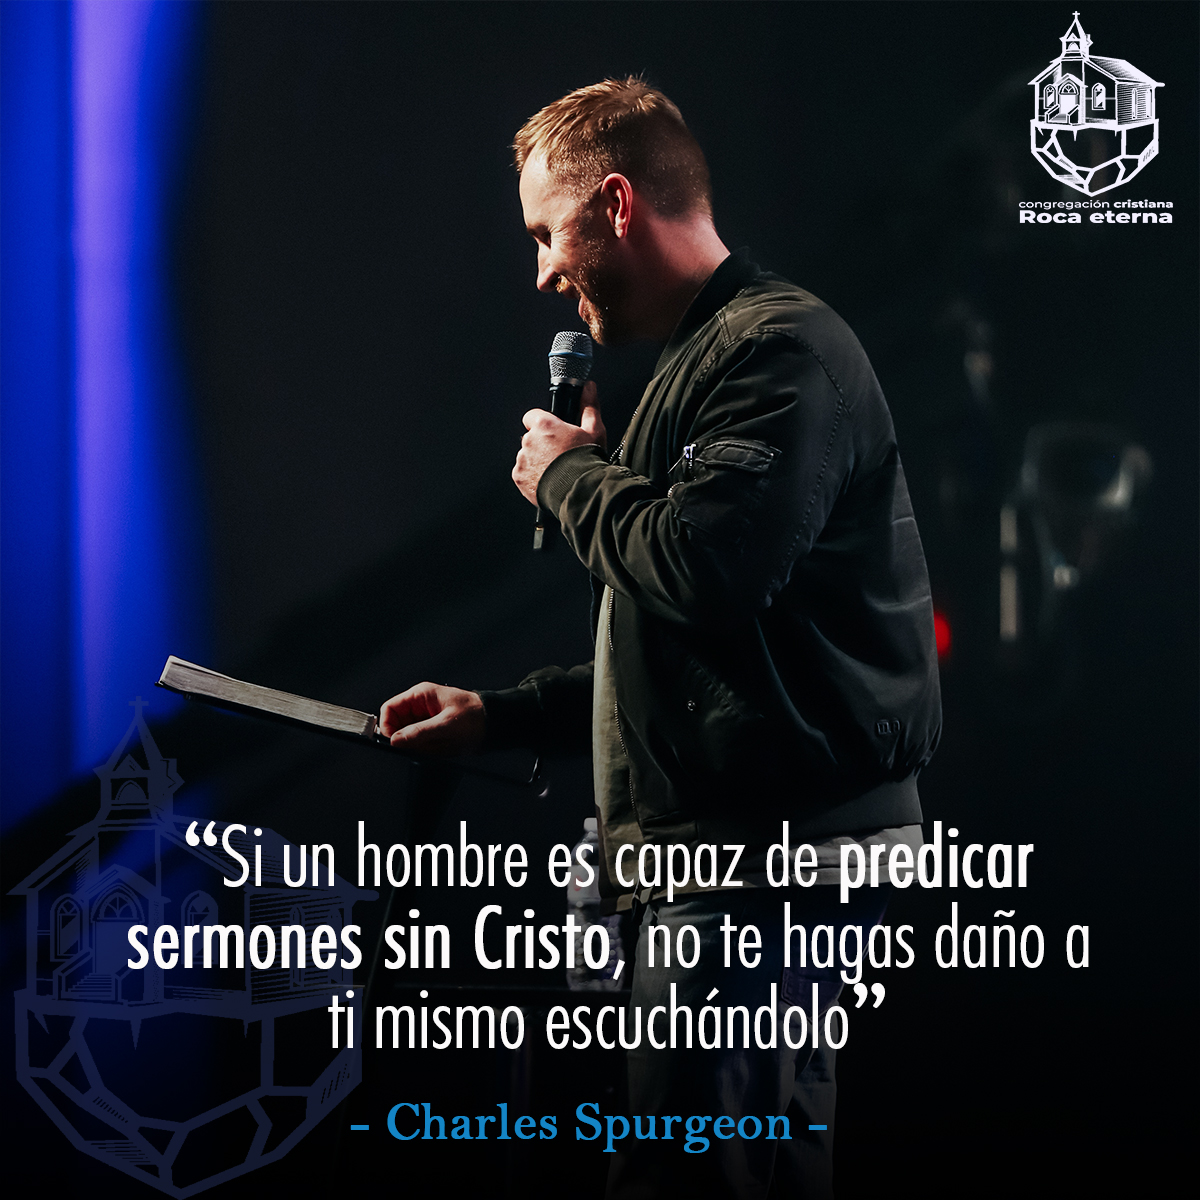 congregación cristiana
Roca eterna
“Si un hombre es capaz de predicar
sermones sin Cristo, no te hagas daño a
ti mismo escuchándolo”
- Charles Spurgeon -